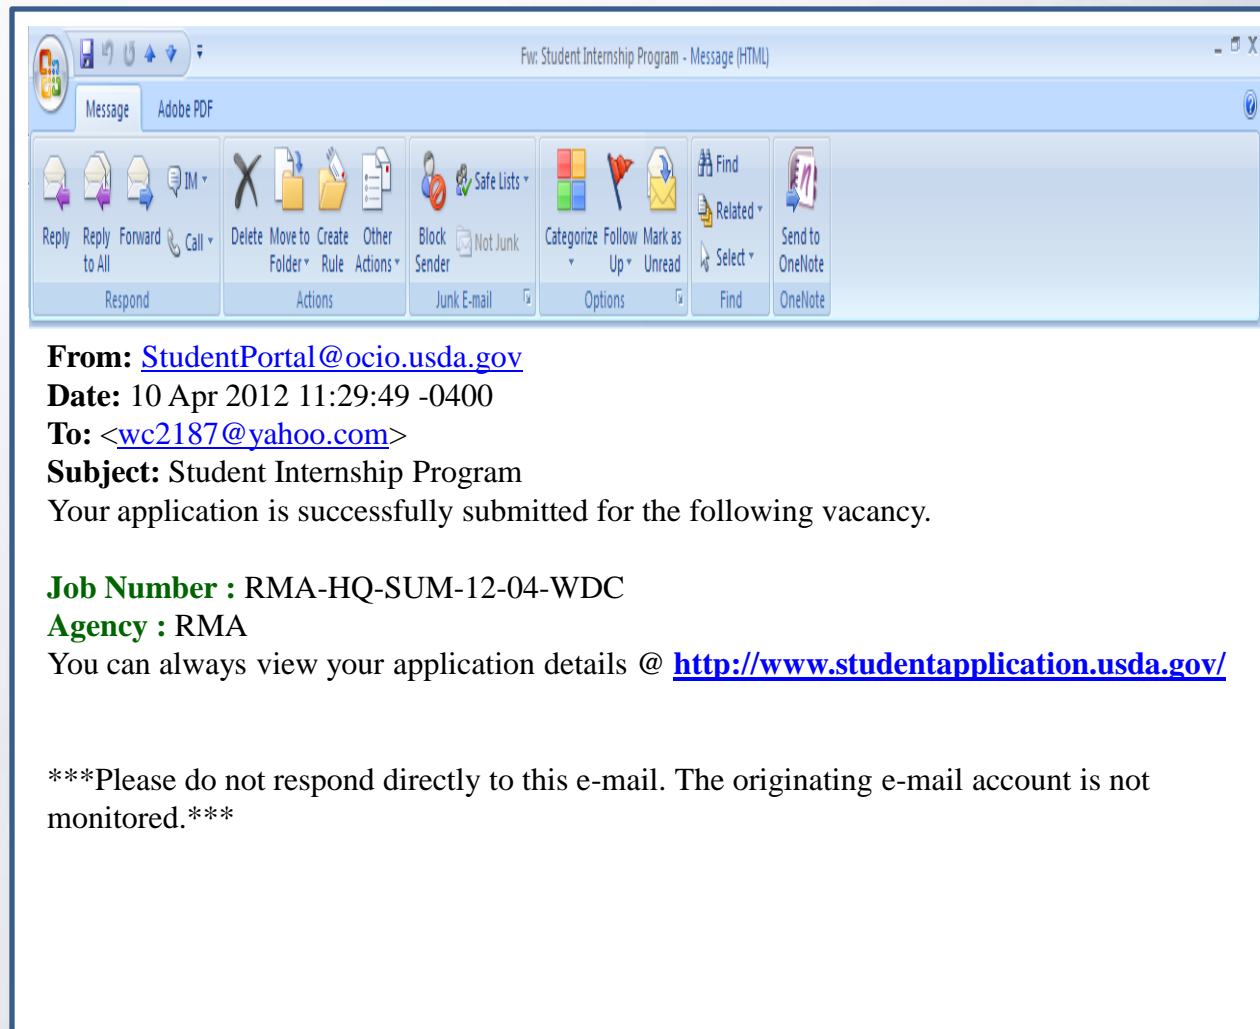 Fw: Student Internship Program - Message (HTML)
Message Adobe PDF
Reply Reply to All Forward IM Call
Respond
Delete Move to Folder Create Rule Other Actions
Actions
Block Sender Safe Lists Not Junk
Junk E-mail
Categorize Follow Up Mark as Unread
Options
Find Related Select
Find
Send to OneNote
OneNote
From: StudentPortal@ocio.usda.gov
Date: 10 Apr 2012 11:29:49 -0400
To: <wc2187@yahoo.com>
Subject: Student Internship Program
Your application is successfully submitted for the following vacancy.
Job Number : RMA-HQ-SUM-12-04-WDC
Agency : RMA
You can always view your application details @ http://www.studentapplication.usda.gov/
***Please do not respond directly to this e-mail. The originating e-mail account is not
monitored.***